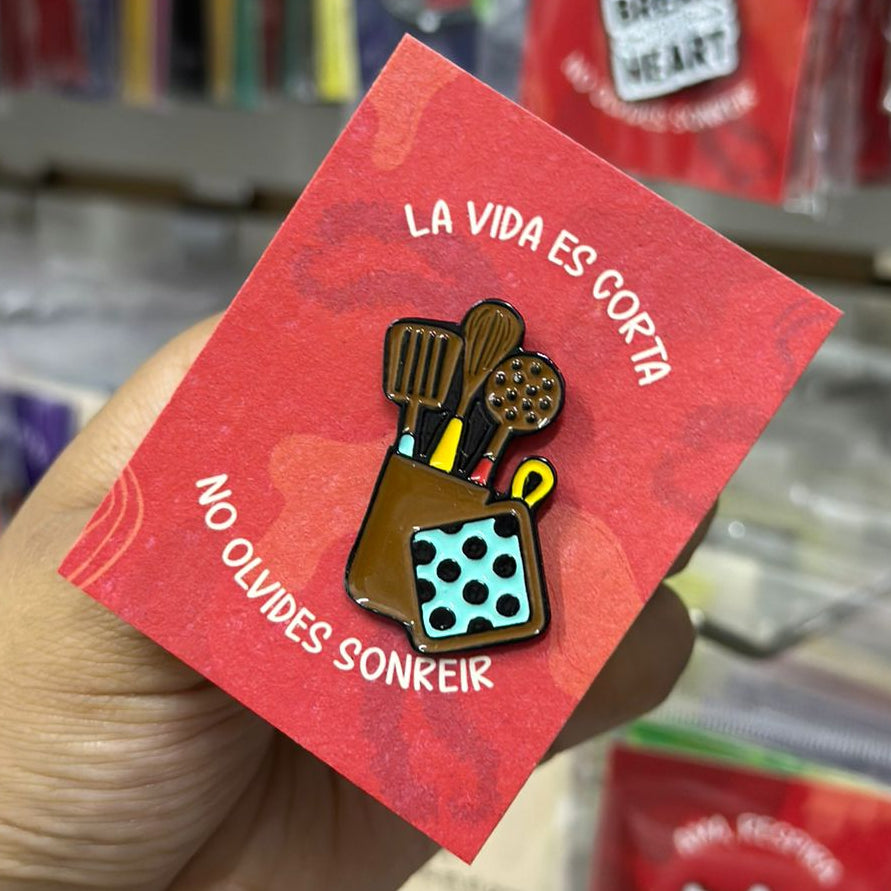 LA VIDA ES CORTA
NO OLVIDES SONREIR
HEART
NO OLVIDES SONREIR